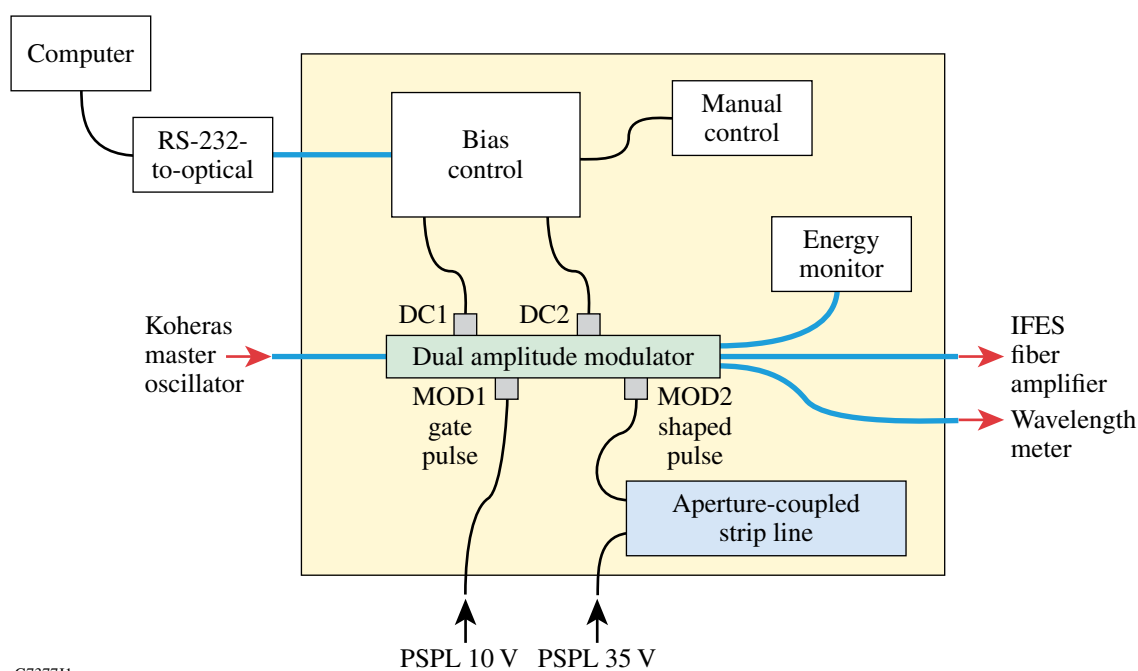 Computer
RS-232-
to-optical
Bias
control
Manual
control
Energy
monitor
DC1
DC2
Koheras
master
oscillator
Dual amplitude modulator
IFES
fiber
amplifier
Wavelength
meter
MOD1
gate
pulse
MOD2
shaped
pulse
Aperture-coupled
strip line
PSPL 10 V
PSPL 35 V